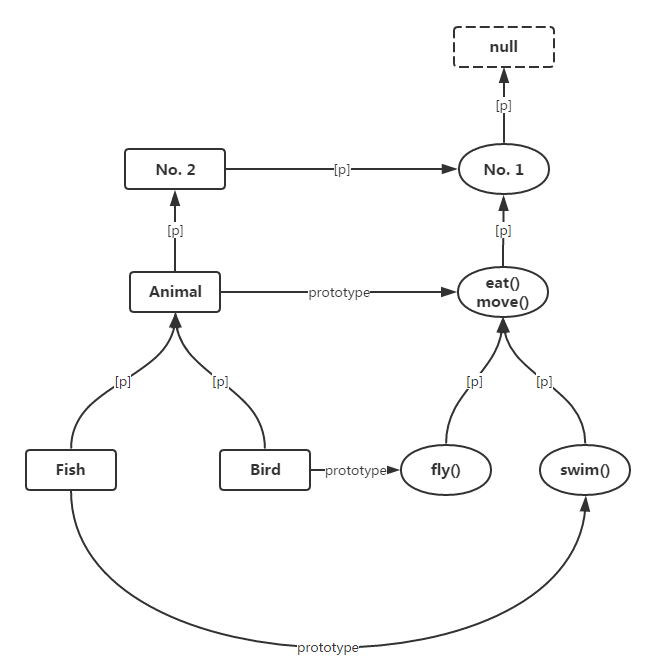 null
[p]
No. 2
[p]
No. 1
[p]
[p]
Animal
prototype
eat()
move()
[p]
[p]
[p]
[p]
Fish
Bird
prototype
fly()
swim()
prototype